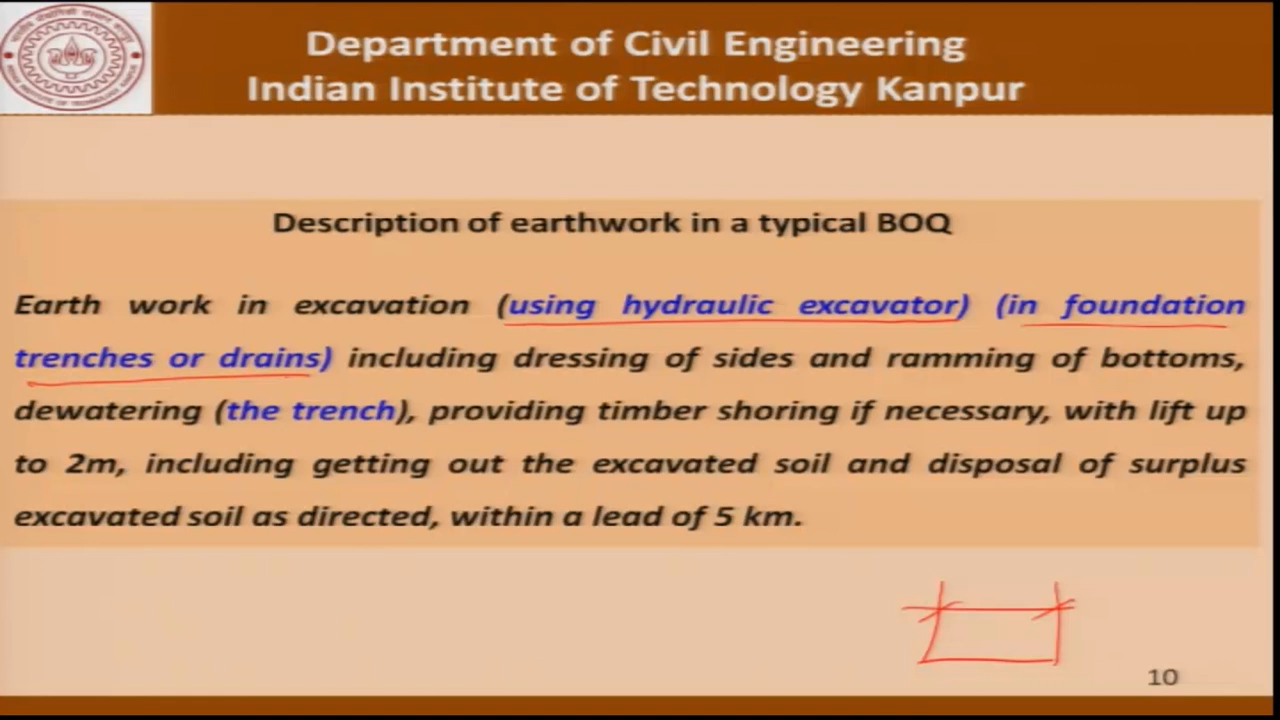 Department of Civil Engineering
Indian Institute of Technology Kanpur
Description of earthwork in a typical BOQ
Earth work in excavation (using hydraulic excavator) (in foundation
trenches or drains) including dressing of sides and ramming of bottoms,
dewatering (the trench), providing timber shoring if necessary, with lift up
to 2m, including getting out the excavated soil and disposal of surplus
excavated soil as directed, within a lead of 5 km.
10